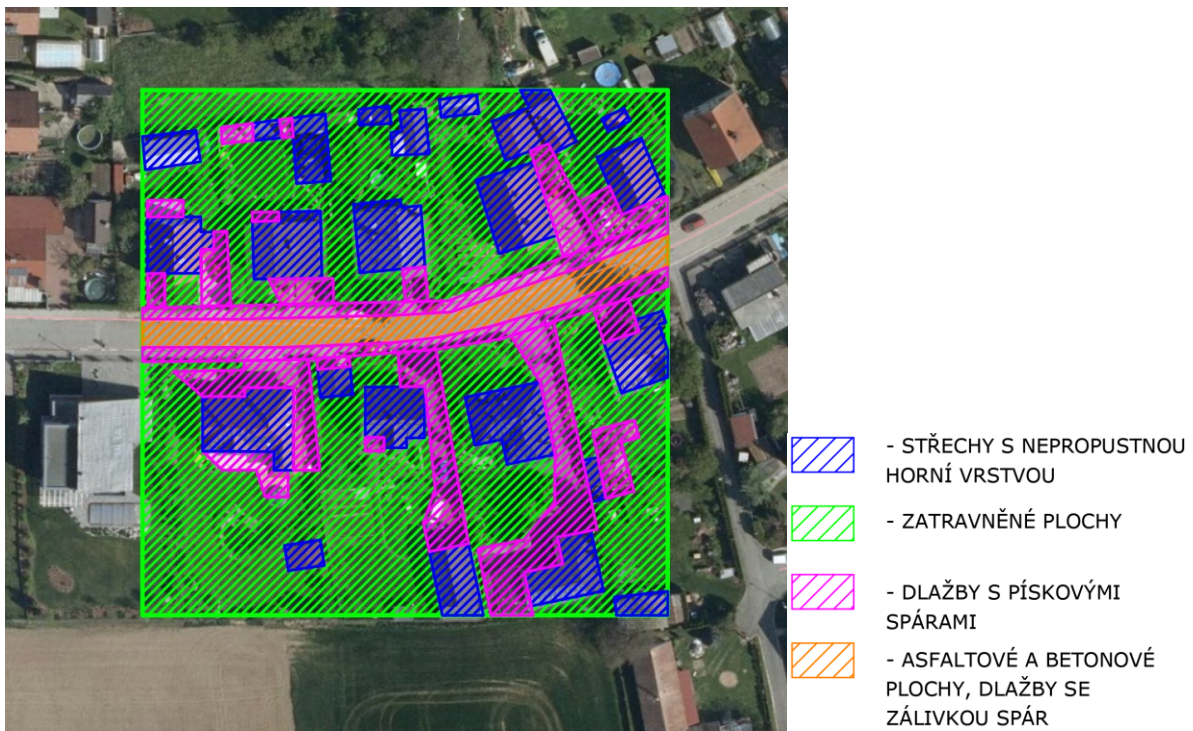 - STŘECHY S NEPROPUSTNOU
HORNÍ VRSTVOU
- ZATRAVNĚNÉ PLOCHY
- DLAŽBY S PÍSKOVÝMI
SPÁRAMI
- ASFALTOVÉ A BETONOVÉ
PLOCHY, DLAŽBY SE
ZÁLIVKOU SPÁR